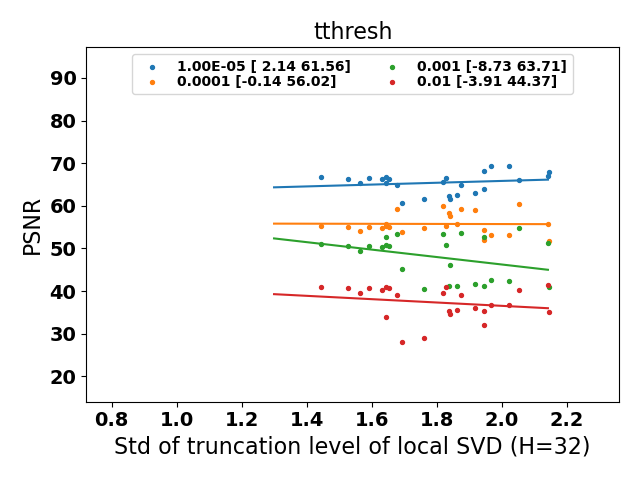 tthresh
1.00E-05 [ 2.14 61.56]
0.0001 [-0.14 56.02]
0.001 [-8.73 63.71]
0.01 [-3.91 44.37]
PSNR
90
80
70
60
50
40
30
20
0.8 1.0 1.2 1.4 1.6 1.8 2.0 2.2
Std of truncation level of local SVD (H=32)